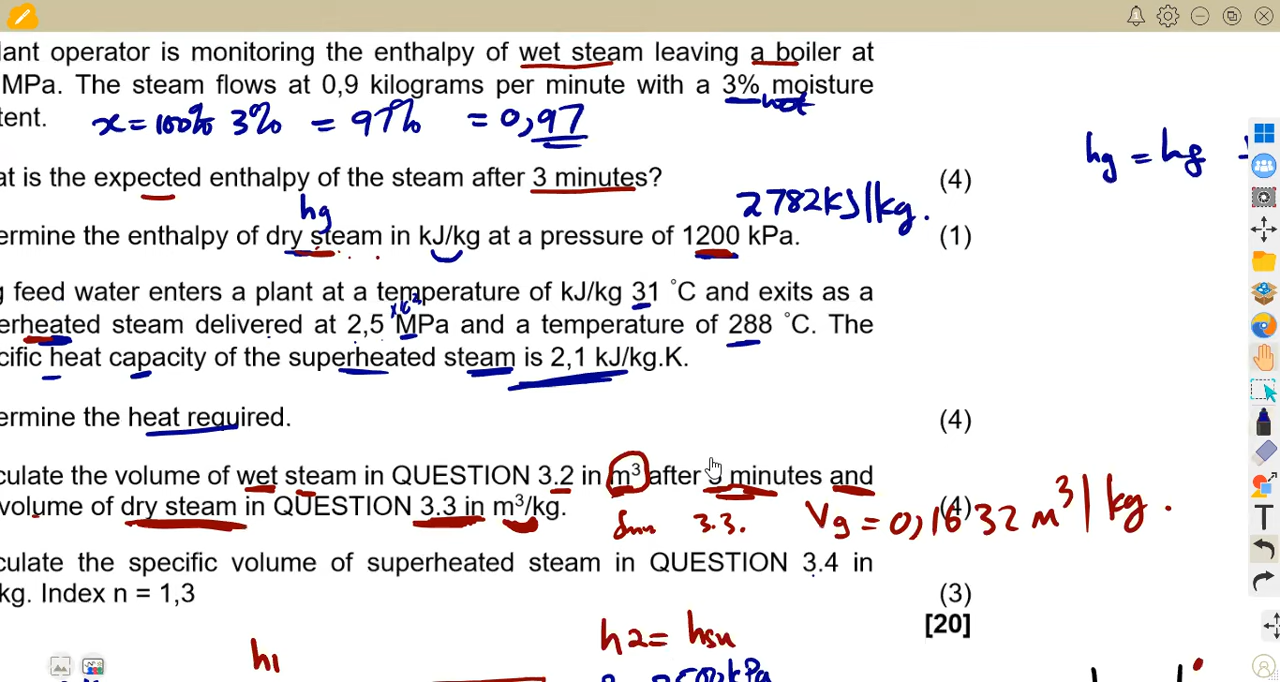 lant operator is monitoring the enthalpy of wet steam leaving a boiler at
MPa. The steam flows at 0,9 kilograms per minute with a 3% moisture
tent. x = 100% 3% = 97% = 0,97 wet
hg = hg
at is the expected enthalpy of the steam after 3 minutes? (4)
hg 2782kJ/kg.
ermine the enthalpy of dry steam in kJ/kg at a pressure of 1200 kPa. (1)
g feed water enters a plant at a temperature of kJ/kg 31 °C and exits as a
erheated steam delivered at 2,5 MPa and a temperature of 288 °C. The
cific heat capacity of the superheated steam is 2,1 kJ/kg.K.
ermine the heat required. (4)
culate the volume of wet steam in QUESTION 3.2 in m³ after minutes and
volume of dry steam in QUESTION 3.3 in m³/kg. (4)
3.3. Vg = 0,1632 m³/kg.
culate the specific volume of superheated steam in QUESTION 3.4 in
kg. Index n = 1,3 (3)
[20]
h1 h2 = hsu
T